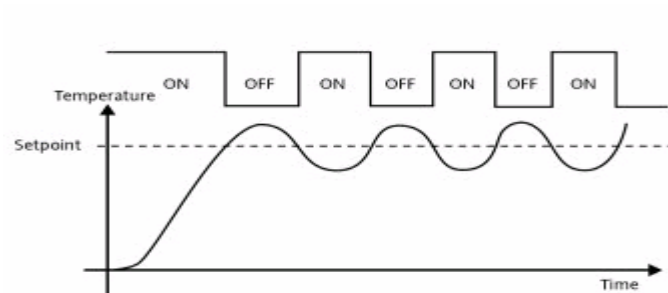 ON OFF ON OFF ON OFF ON
Temperature
Setpoint
Time